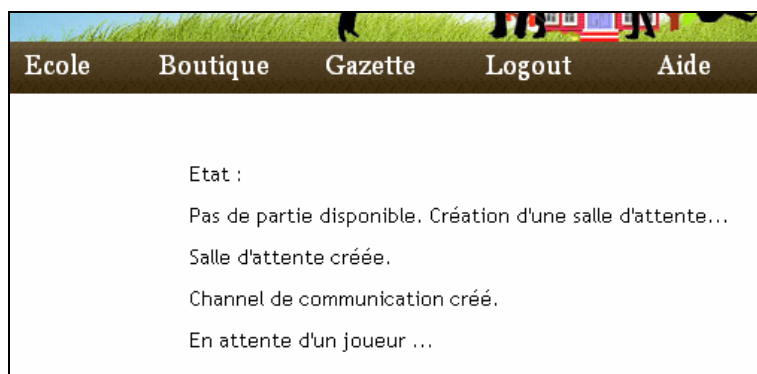 Ecole Boutique Gazette Logout Aide
Etat :
Pas de partie disponible. Création d'une salle d'attente...
Salle d'attente créée.
Channel de communication créé.
En attente d'un joueur ...